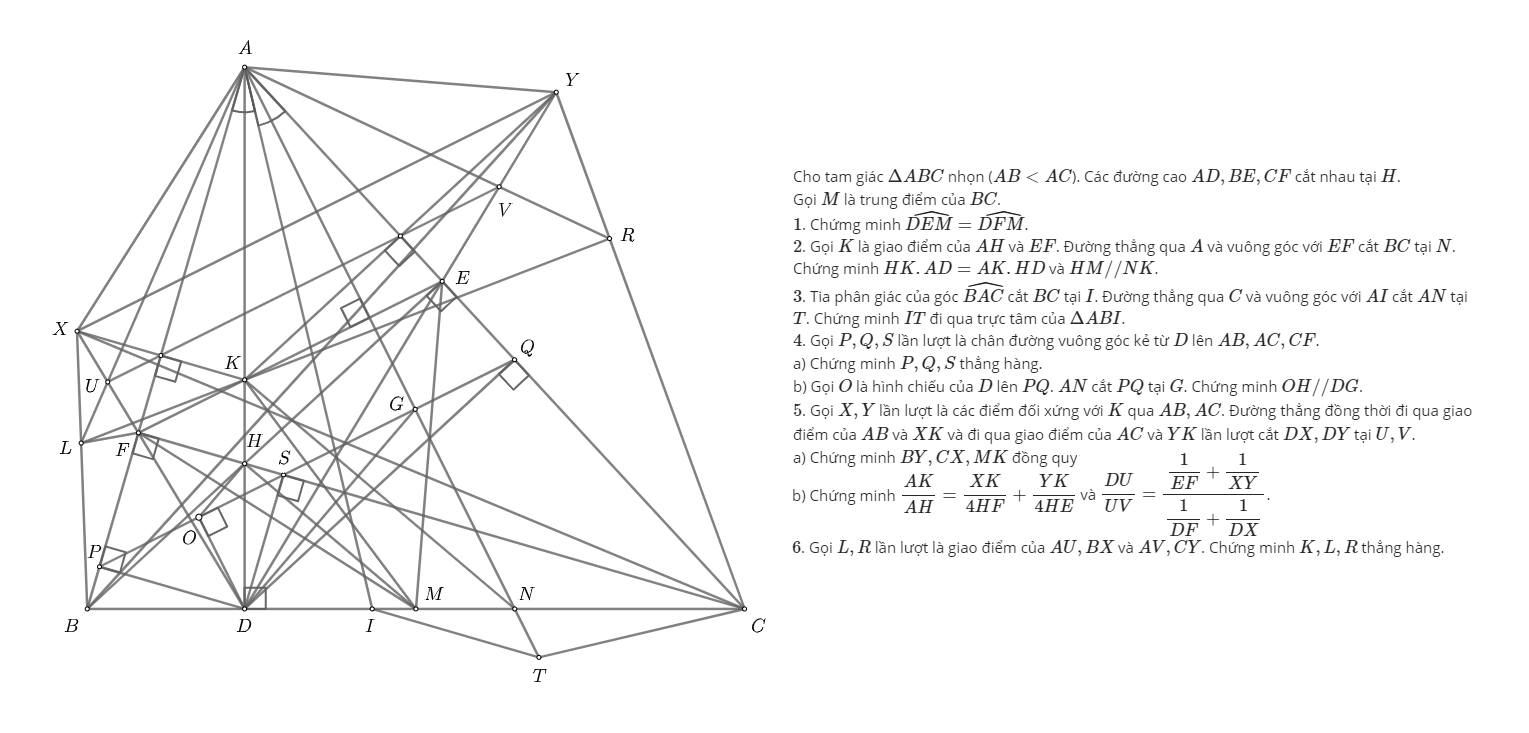 A
Y
V
R
E
X
K
Q
U
G
L
F
H
S
O
P
B
D
I
M
N
C
T
Cho tam giác ΔABC nhọn (AB < AC). Các đường cao AD, BE, CF cắt nhau tại H.
Gọi M là trung điểm của BC.
1. Chứng minh \widehat{DEM} = \widehat{DFM}.
2. Gọi K là giao điểm của AH và EF. Đường thẳng qua A và vuông góc với EF cắt BC tại N.
Chứng minh HK. AD = AK. HD và HM//NK.
3. Tia phân giác của góc \widehat{BAC} cắt BC tại I. Đường thẳng qua C và vuông góc với AI cắt AN tại
T. Chứng minh IT đi qua trực tâm của ΔABI.
4. Gọi P, Q, S lần lượt là chân đường vuông góc kẻ từ D lên AB, AC, CF.
a) Chứng minh P, Q, S thẳng hàng.
b) Gọi O là hình chiếu của D lên PQ. AN cắt PQ tại G. Chứng minh OH//DG.
5. Gọi X, Y lần lượt là các điểm đối xứng với K qua AB, AC. Đường thẳng đồng thời đi qua giao
điểm của AB và XK và đi qua giao điểm của AC và YK lần lượt cắt DX, DY tại U, V.
a) Chứng minh BY, CX, MK đồng quy
b) Chứng minh \frac{AK}{AH} = \frac{XK}{4HF} + \frac{YK}{4HE} và \frac{DU}{UV} = \frac{\frac{1}{EF} + \frac{1}{XY}}{\frac{1}{DF} + \frac{1}{DX}}.
6. Gọi L, R lần lượt là giao điểm của AU, BX và AV, CY. Chứng minh K, L, R thẳng hàng.